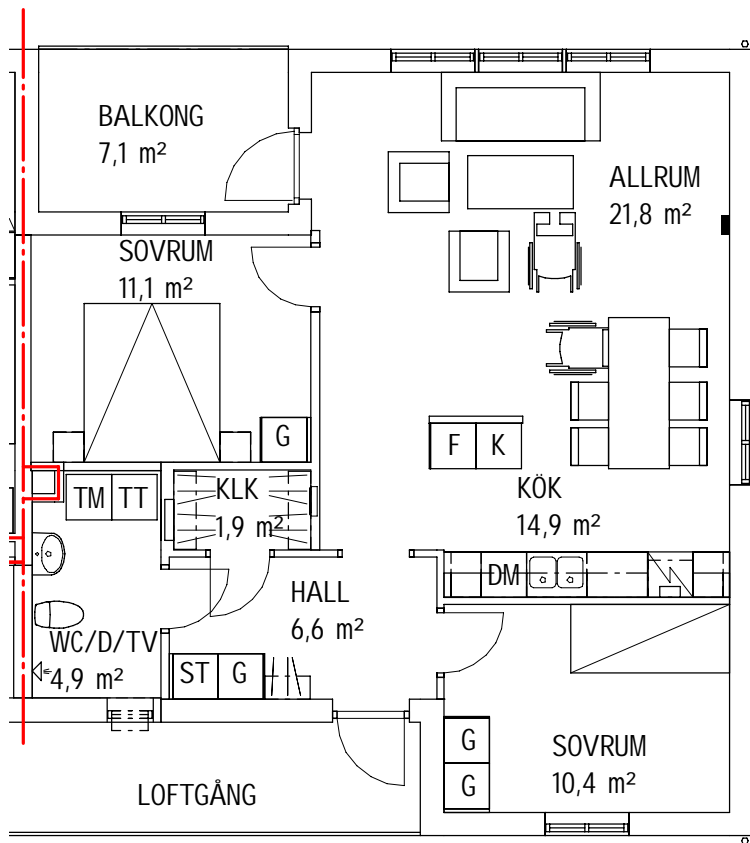 BALKONG
7,1 m²
ALLRUM
21,8 m²
SOVRUM
11,1 m²
G
F K
TM TT
KLK
1,9 m²
KÖK
14,9 m²
DM
HALL
6,6 m²
WC/D/TV
4,9 m²
ST G
G
G
SOVRUM
10,4 m²
LOFTGÅNG